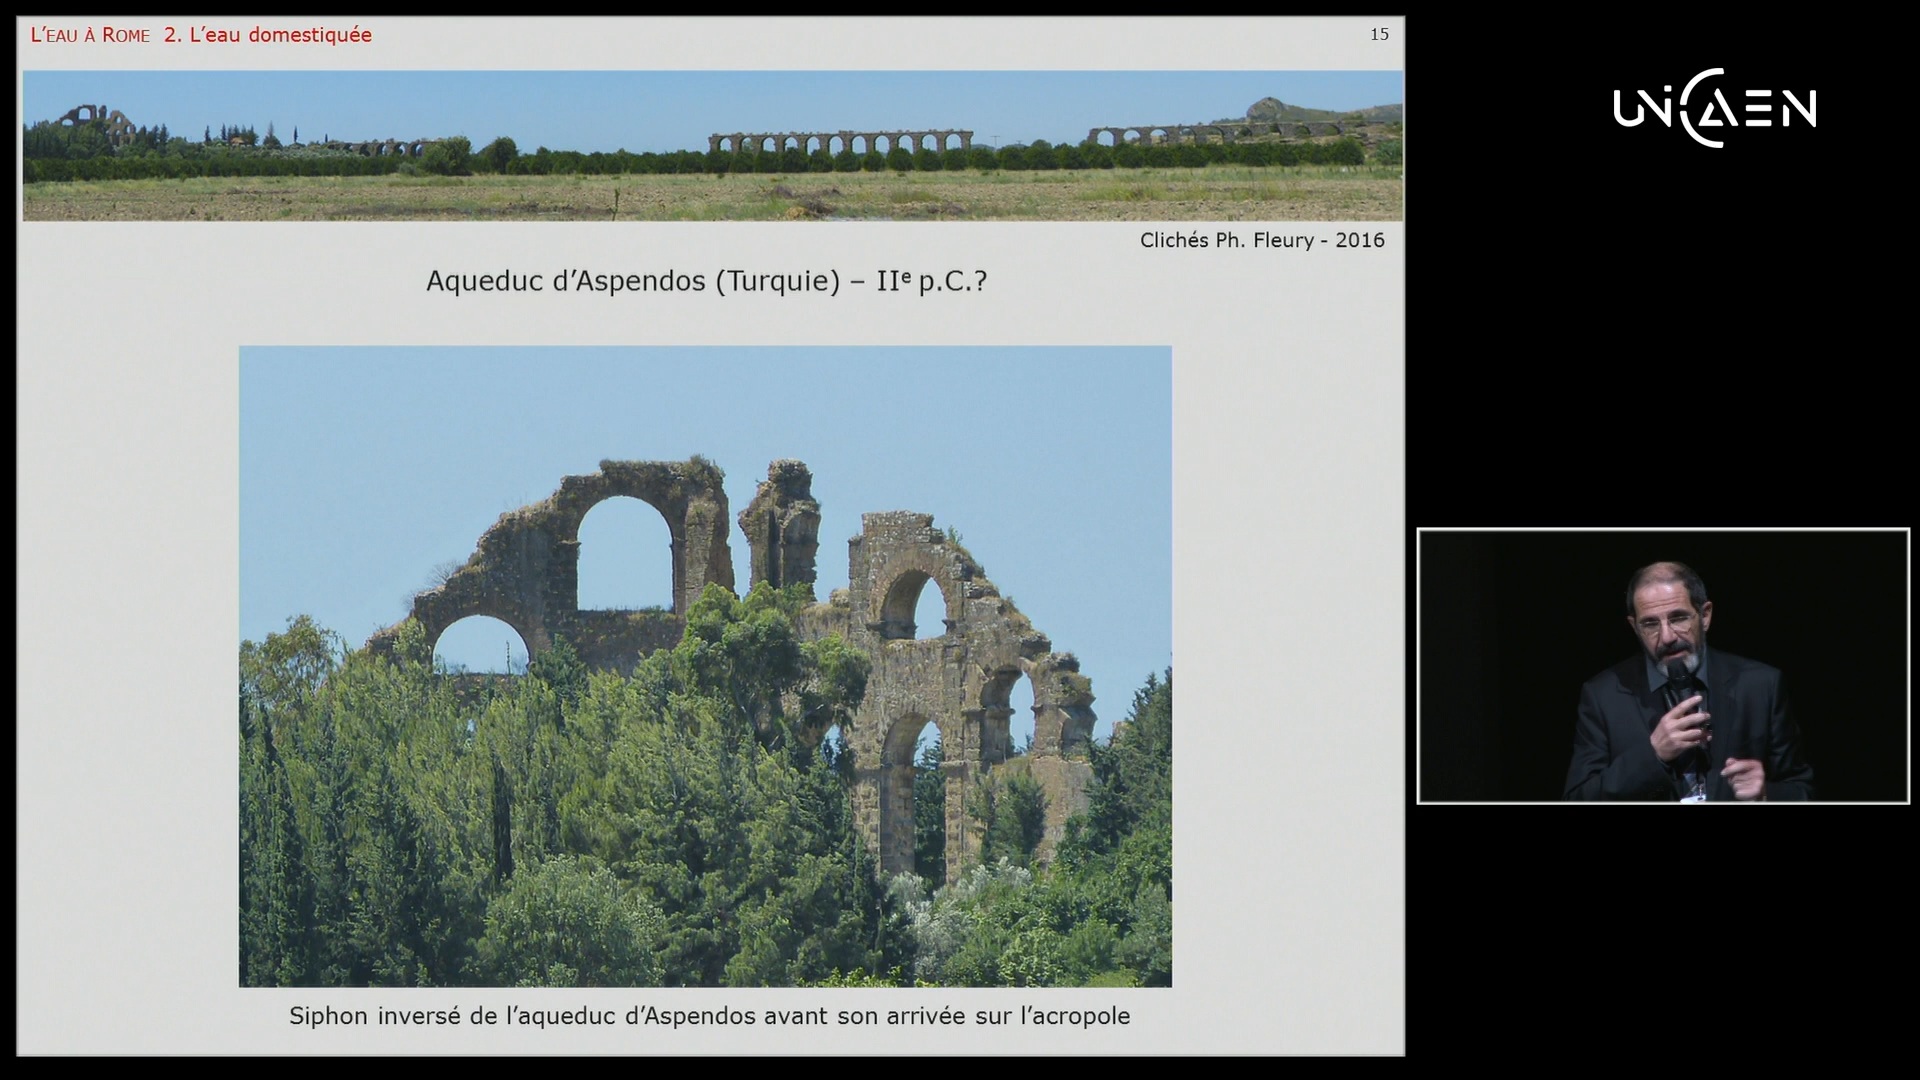 L'EAU À ROME 2. L'eau domestiquée
15
UNICAEN
Clichés Ph. Fleury - 2016
Aqueduc d'Aspendos (Turquie) – IIᵉ p.C.?
Siphon inversé de l'aqueduc d'Aspendos avant son arrivée sur l'acropole